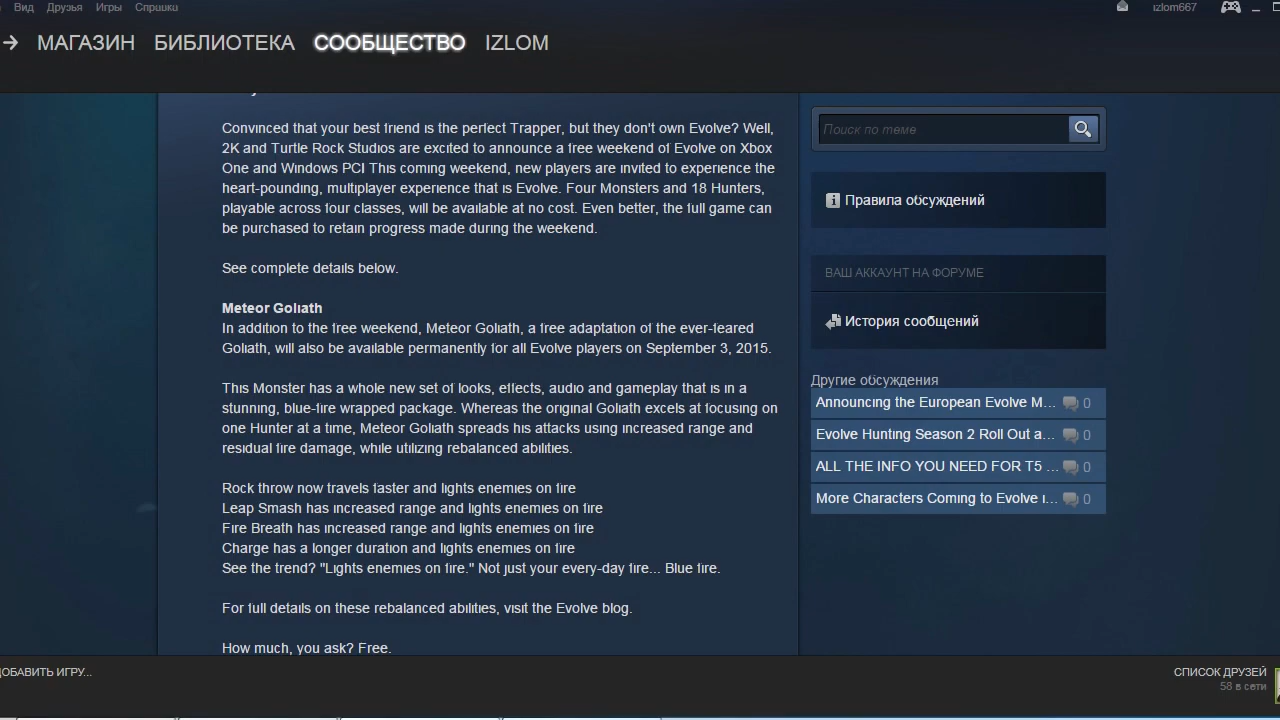 Вид Друзья Игры Справка
izlom667
МАГАЗИН БИБЛИОТЕКА СООБЩЕСТВО IZLOM
Convinced that your best friend is the perfect Trapper, but they don't own Evolve? Well,
2K and Turtle Rock Studios are excited to announce a free weekend of Evolve on Xbox
One and Windows PC! This coming weekend, new players are invited to experience the
heart-pounding, multiplayer experience that is Evolve. Four Monsters and 18 Hunters,
playable across four classes, will be available at no cost. Even better, the full game can
be purchased to retain progress made during the weekend.
See complete details below.
Meteor Goliath
In addition to the free weekend, Meteor Goliath, a free adaptation of the ever-feared
Goliath, will also be available permanently for all Evolve players on September 3, 2015.
This Monster has a whole new set of looks, effects, audio and gameplay that is in a
stunning, blue-fire wrapped package. Whereas the original Goliath excels at focusing on
one Hunter at a time, Meteor Goliath spreads his attacks using increased range and
residual fire damage, while utilizing rebalanced abilities.
Rock throw now travels faster and lights enemies on fire
Leap Smash has increased range and lights enemies on fire
Fire Breath has increased range and lights enemies on fire
Charge has a longer duration and lights enemies on fire
See the trend? "Lights enemies on fire." Not just your every-day fire... Blue fire.
For full details on these rebalanced abilities, visit the Evolve blog.
How much, you ask? Free.
Поиск по теме
Правила обсуждений
ВАШ АККАУНТ НА ФОРУМЕ
История сообщений
Другие обсуждения
Announcing the European Evolve M... 0
Evolve Hunting Season 2 Roll Out a... 0
ALL THE INFO YOU NEED FOR T5 ... 0
More Characters Coming to Evolve i... 0
ДОБАВИТЬ ИГРУ...
СПИСОК ДРУЗЕЙ
58 в сети